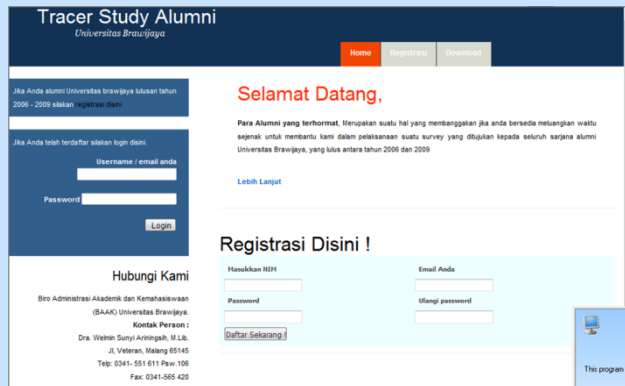 Tracer Study Alumni
Universitas Brawijaya
Home
Registrasi
Download
Jika Anda alumni Universitas brawijaya lulusan tahun
2006 - 2009 silakan registrasi disini
Jika Anda telah terdaftar silakan login disini.
Username / email anda
Password
Login
Hubungi Kami
Biro Administrasi Akademik dan Kemahasiswaan
(BAAK) Universitas Brawijaya.
Kontak Person :
Dra. Welmin Sunyi Ariningsih, M.Lib.
Jl, Veteran, Malang 65145
Telp: 0341- 551 611 Psw.106
Fax: 0341-565 420
Selamat Datang,
Para Alumni yang terhormat, Merupakan suatu hal yang membanggakan jika anda bersedia meluangkan waktu
sejenak untuk membantu kami dalam pelaksanaan suatu survey yang ditujukan kepada seluruh sarjana alumni
Universitas Brawijaya, yang lulus antara tahun 2006 dan 2009
Lebih Lanjut
Registrasi Disini !
Masukkan NIM
Email Anda
Password
Ulangi password
Daftar Sekarang !
This program